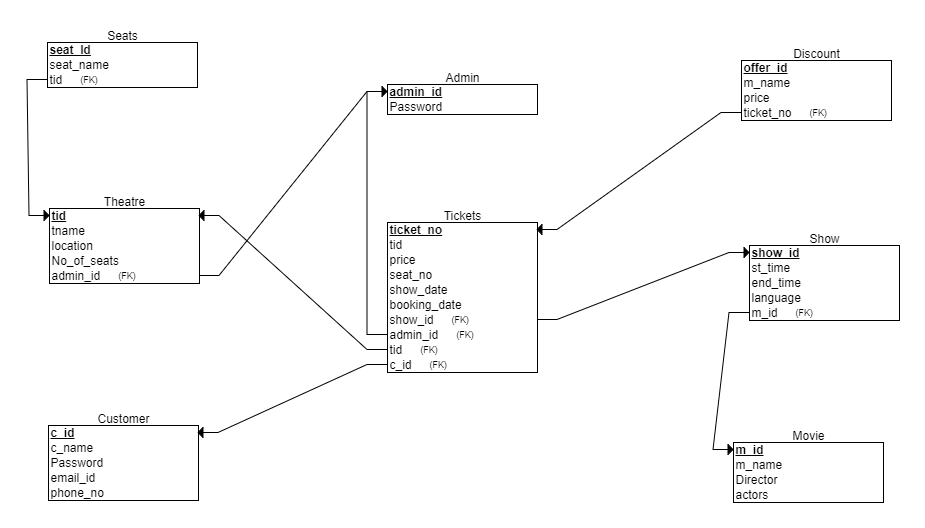 Seats
seat_Id
seat_name
tid (FK)
Admin
admin_id
Password
Discount
offer_id
m_name
price
ticket_no (FK)
Theatre
tid
tname
location
No_of_seats
admin_id (FK)
Tickets
ticket_no
tid
price
seat_no
show_date
booking_date
show_id (FK)
admin_id (FK)
tid (FK)
c_id (FK)
Show
show_id
st_time
end_time
language
m_id (FK)
Customer
c_id
c_name
Password
email_id
phone_no
Movie
m_id
m_name
Director
actors